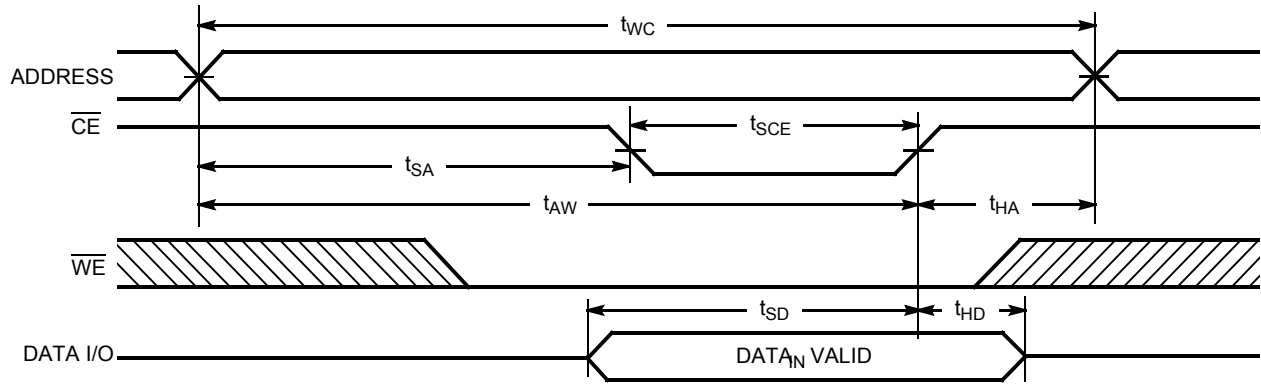 tWC
ADDRESS
CE
tSCE
tSA
tAW
tHA
WE
tSD
tHD
DATA I/O
DATAIN VALID